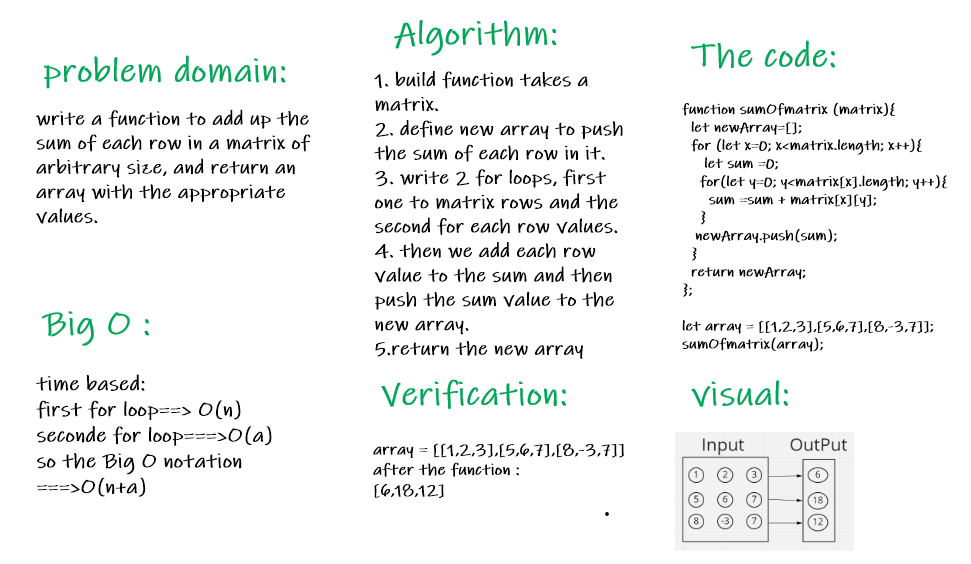 problem domain:
write a function to add up the
sum of each row in a matrix of
arbitrary size, and return an
array with the appropriate
values.
Big O :
time based:
first for loop==> O(n)
seconde for loop===>O(a)
so the Big O notation
===>O(n+a)
Algorithm:
1. build function takes a
matrix.
2. define new array to push
the sum of each row in it.
3. write 2 for loops, first
one to matrix rows and the
second for each row values.
4. then we add each row
value to the sum and then
push the sum value to the
new array.
5.return the new array
Verification:
array = [[1,2,3],[5,6,7],[8,-3,7]]
after the function :
[6,18,12]
The code:
function sumOfmatrix (matrix){
let newArray=[];
for (let x=0; x<matrix.length; x++){
let sum =0;
for(let y=0; y<matrix[x].length; y++){
sum =sum + matrix[x][y];
}
newArray.push(sum);
}
return newArray;
};
let array = [[1,2,3],[5,6,7],[8,-3,7]];
sumOfmatrix(array);
visual:
Input OutPut
1 2 3 6
5 6 7 18
8 -3 7 12